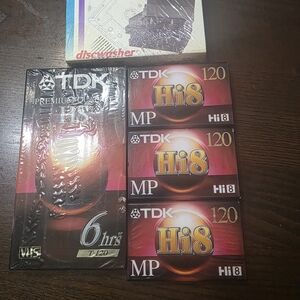 discwasher
TDK
PREMIUM QUALITY
HS
6 hrs
T-120
VHS
TDK 120
Hi8
MP Hi8
TDK 120
Hi8
MP Hi8
TDK 120
Hi8
MP Hi8